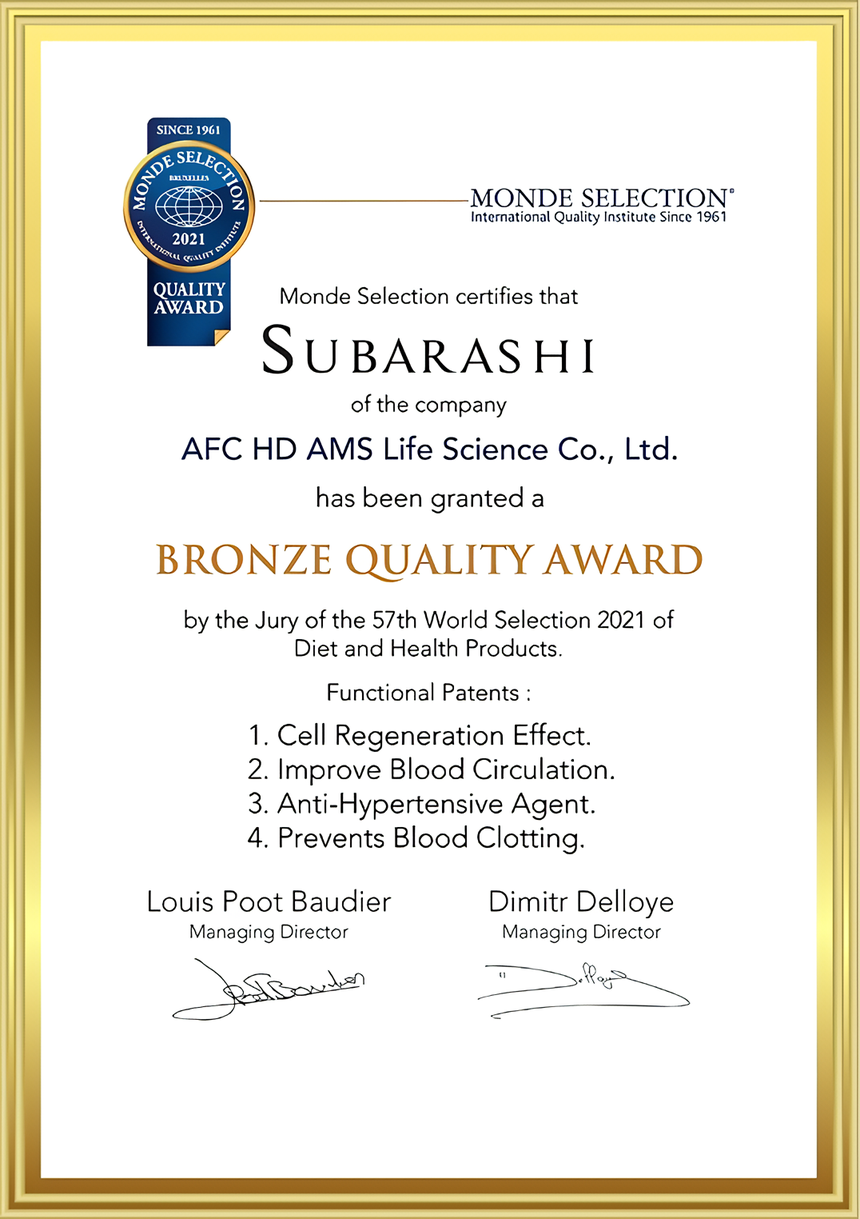 SINCE 1961
MONDE SELECTION
BRUXELLES
2021
INTERNATIONAL QUALITY INSTITUTE
QUALITY
AWARD
MONDE SELECTION®
International Quality Institute Since 1961
Monde Selection certifies that
SUBARASHI
of the company
AFC HD AMS Life Science Co., Ltd.
has been granted a
BRONZE QUALITY AWARD
by the Jury of the 57th World Selection 2021 of
Diet and Health Products.
Functional Patents :
1. Cell Regeneration Effect.
2. Improve Blood Circulation.
3. Anti-Hypertensive Agent.
4. Prevents Blood Clotting.
Louis Poot Baudier
Managing Director
Dimitr Delloye
Managing Director